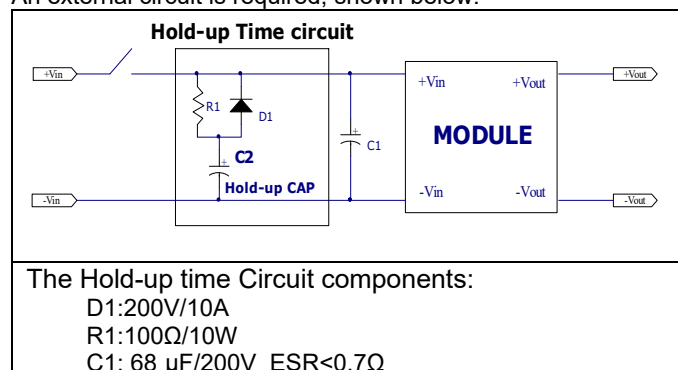 An external circuit is required, shown below.
Hold-up Time circuit
+Vin
R1
D1
+
C2
Hold-up CAP
-Vin
+
C1
+Vin
+Vout
MODULE
-Vin
-Vout
+Vout
-Vout
The Hold-up time Circuit components:
D1:200V/10A
R1:100Ω/10W
C1: 68 μF/200V ESR<0.7Ω